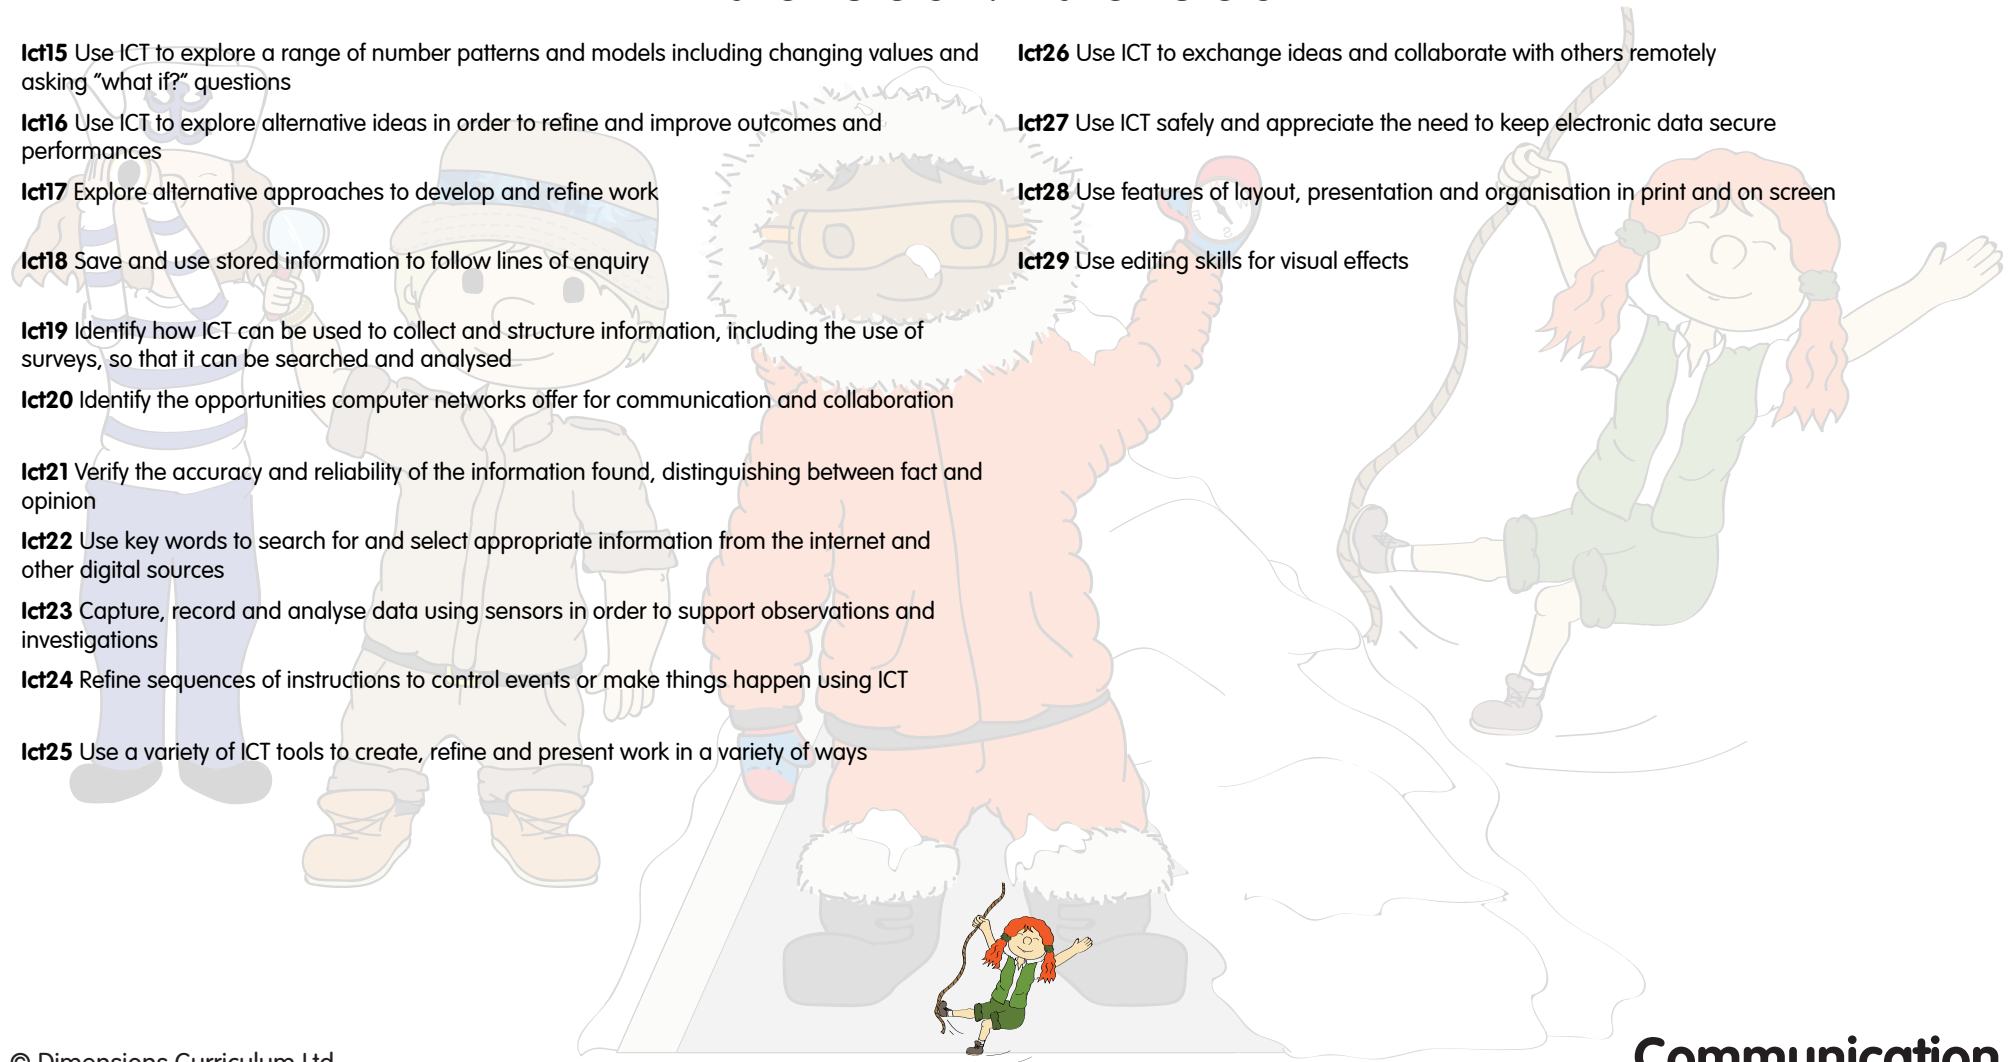 Ict15 Use ICT to explore a range of number patterns and models including changing values and
asking "what if?" questions
Ict16 Use ICT to explore alternative ideas in order to refine and improve outcomes and
performances
Ict17 Explore alternative approaches to develop and refine work
Ict18 Save and use stored information to follow lines of enquiry
Ict19 Identify how ICT can be used to collect and structure information, including the use of
surveys, so that it can be searched and analysed
Ict20 Identify the opportunities computer networks offer for communication and collaboration
Ict21 Verify the accuracy and reliability of the information found, distinguishing between fact and
opinion
Ict22 Use key words to search for and select appropriate information from the internet and
other digital sources
Ict23 Capture, record and analyse data using sensors in order to support observations and
investigations
Ict24 Refine sequences of instructions to control events or make things happen using ICT
Ict25 Use a variety of ICT tools to create, refine and present work in a variety of ways
Ict26 Use ICT to exchange ideas and collaborate with others remotely
Ict27 Use ICT safely and appreciate the need to keep electronic data secure
Ict28 Use features of layout, presentation and organisation in print and on screen
Ict29 Use editing skills for visual effects
© Dimensions Curriculum Ltd
Communication